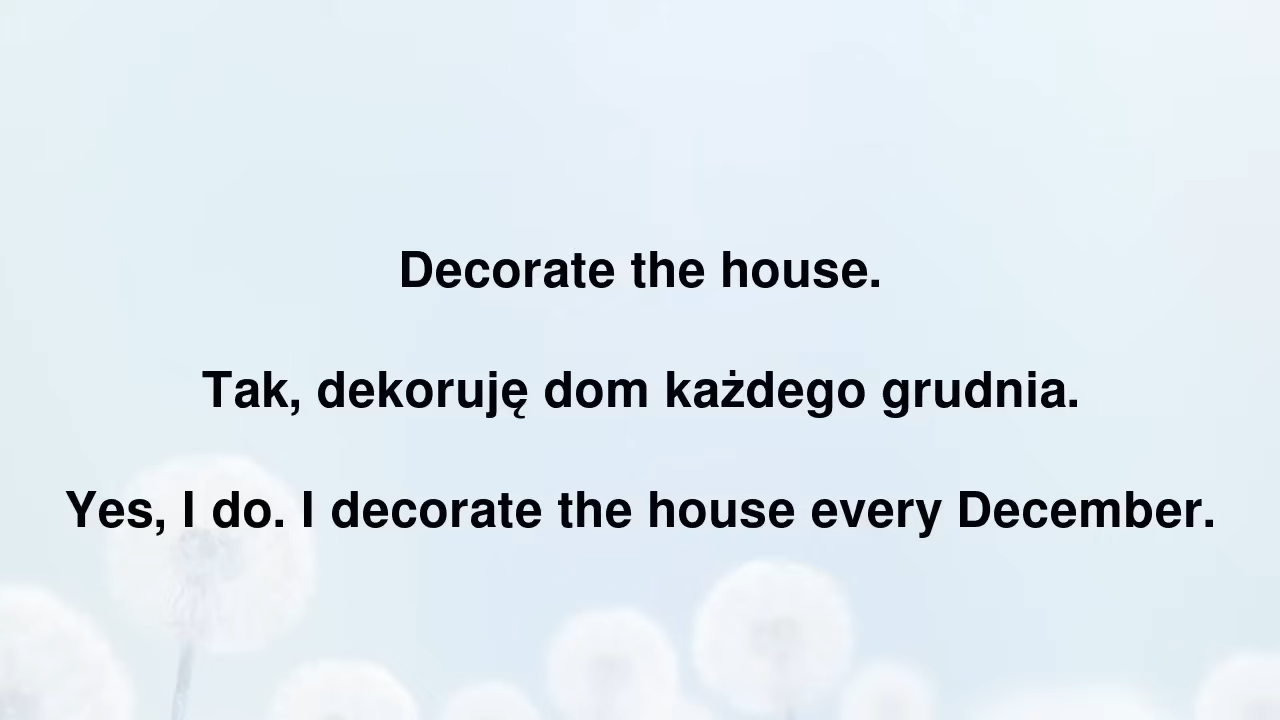 Decorate the house.
Tak, dekoruję dom każdego grudnia.
Yes, I do. I decorate the house every December.